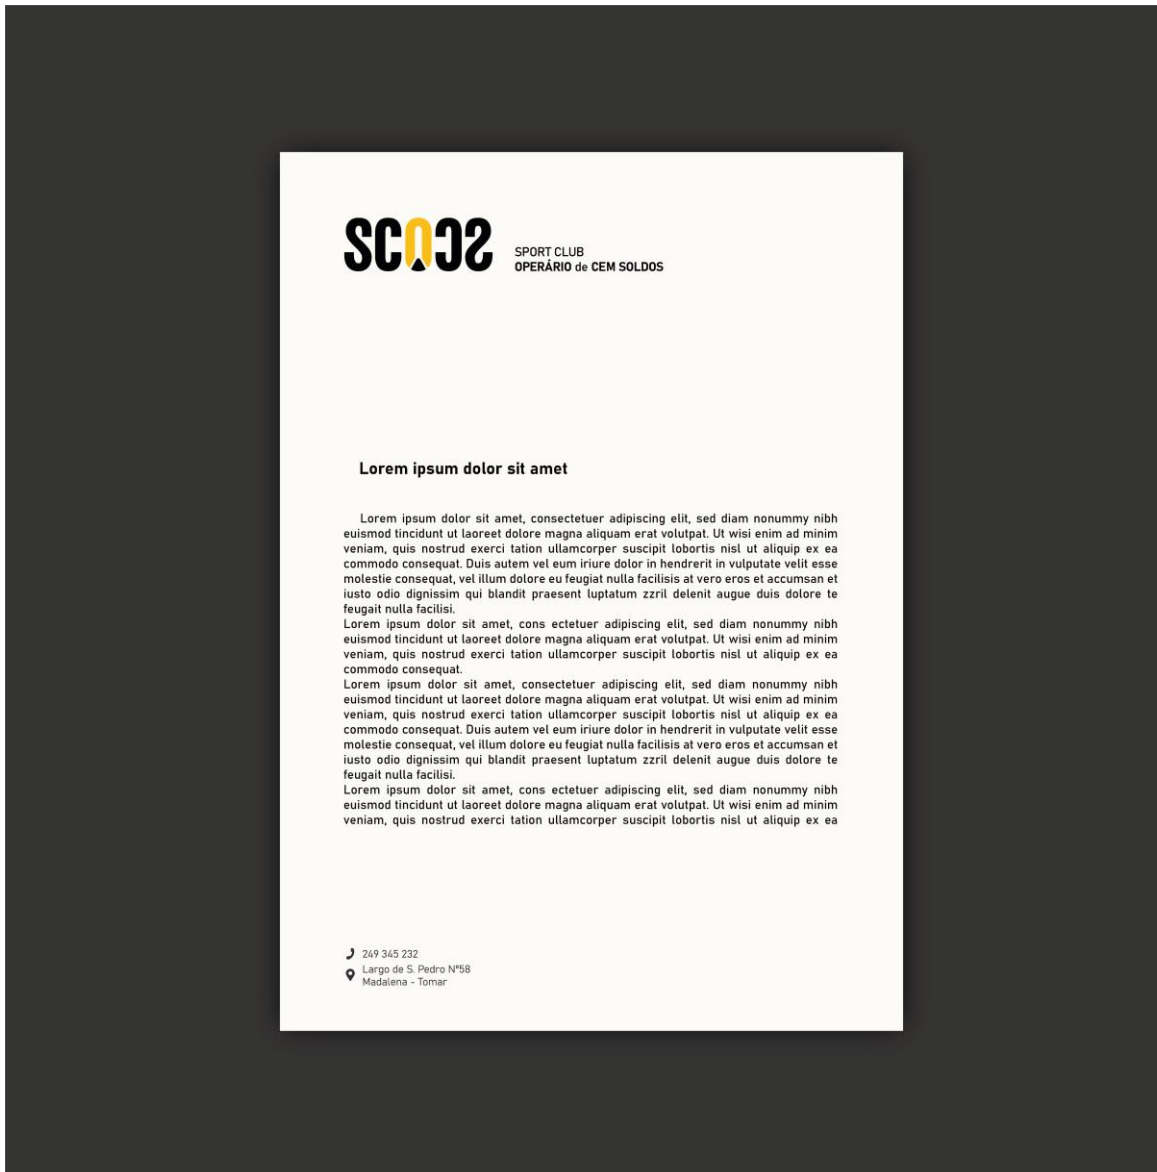 SCOCS
SPORT CLUB
OPERÁRIO de CEM SOLDOS
Lorem ipsum dolor sit amet
Lorem ipsum dolor sit amet, consectetuer adipiscing elit, sed diam nonummy nibh
euismod tincidunt ut laoreet dolore magna aliquam erat volutpat. Ut wisi enim ad minim
veniam, quis nostrud exerci tation ullamcorper suscipit lobortis nisl ut aliquip ex ea
commodo consequat. Duis autem vel eum iriure dolor in hendrerit in vulputate velit esse
molestie consequat, vel illum dolore eu feugiat nulla facilisis at vero eros et accumsan et
iusto odio dignissim qui blandit praesent luptatum zzril delenit augue duis dolore te
feugait nulla facilisi.
Lorem ipsum dolor sit amet, cons ectetuer adipiscing elit, sed diam nonummy nibh
euismod tincidunt ut laoreet dolore magna aliquam erat volutpat. Ut wisi enim ad minim
veniam, quis nostrud exerci tation ullamcorper suscipit lobortis nisl ut aliquip ex ea
commodo consequat.
Lorem ipsum dolor sit amet, consectetuer adipiscing elit, sed diam nonummy nibh
euismod tincidunt ut laoreet dolore magna aliquam erat volutpat. Ut wisi enim ad minim
veniam, quis nostrud exerci tation ullamcorper suscipit lobortis nisl ut aliquip ex ea
commodo consequat. Duis autem vel eum iriure dolor in hendrerit in vulputate velit esse
molestie consequat, vel illum dolore eu feugiat nulla facilisis at vero eros et accumsan et
iusto odio dignissim qui blandit praesent luptatum zzril delenit augue duis dolore te
feugait nulla facilisi.
Lorem ipsum dolor sit amet, cons ectetuer adipiscing elit, sed diam nonummy nibh
euismod tincidunt ut laoreet dolore magna aliquam erat volutpat. Ut wisi enim ad minim
veniam, quis nostrud exerci tation ullamcorper suscipit lobortis nisl ut aliquip ex ea
249 345 232
Largo de S. Pedro Nº58
Madalena - Tomar